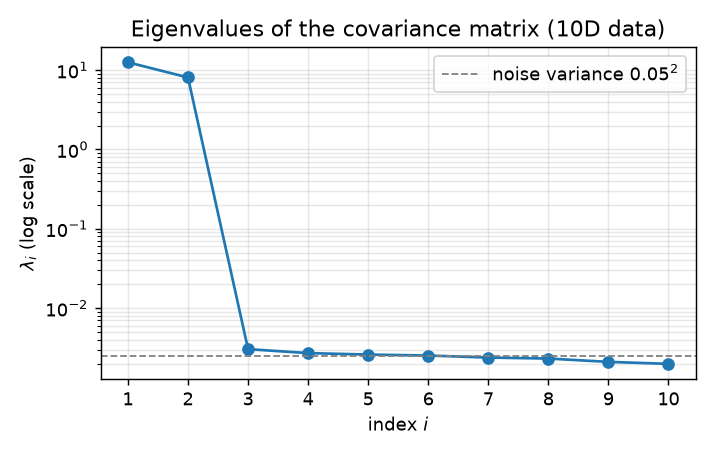 Eigenvalues of the covariance matrix (10D data)
noise variance 0.05²
λᵢ (log scale)
10¹
10⁰
10⁻¹
10⁻²
1 2 3 4 5 6 7 8 9 10
index i